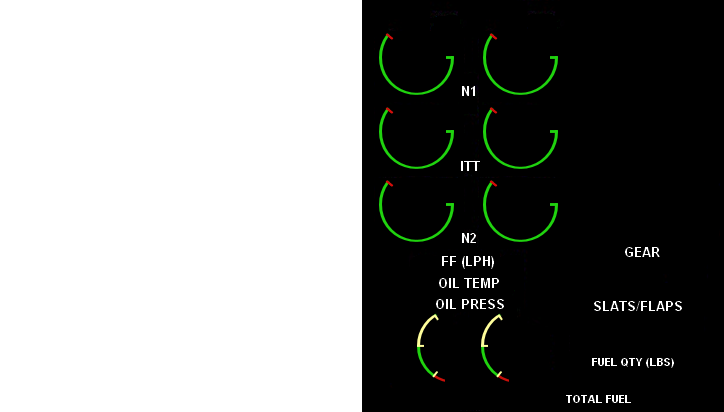 N1
ITT
N2
GEAR
FF (LPH)
OIL TEMP
OIL PRESS
SLATS/FLAPS
FUEL QTY (LBS)
TOTAL FUEL